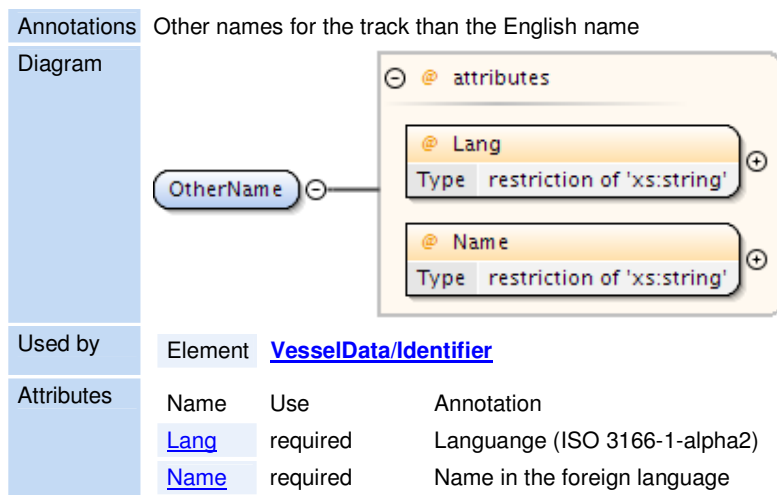 Annotations Other names for the track than the English name
Diagram
@ attributes
@ Lang
Type restriction of 'xs:string'
OtherName
@ Name
Type restriction of 'xs:string'
Used by Element VesselData/Identifier
Attributes Name Use Annotation
Lang required Languange (ISO 3166-1-alpha2)
Name required Name in the foreign language